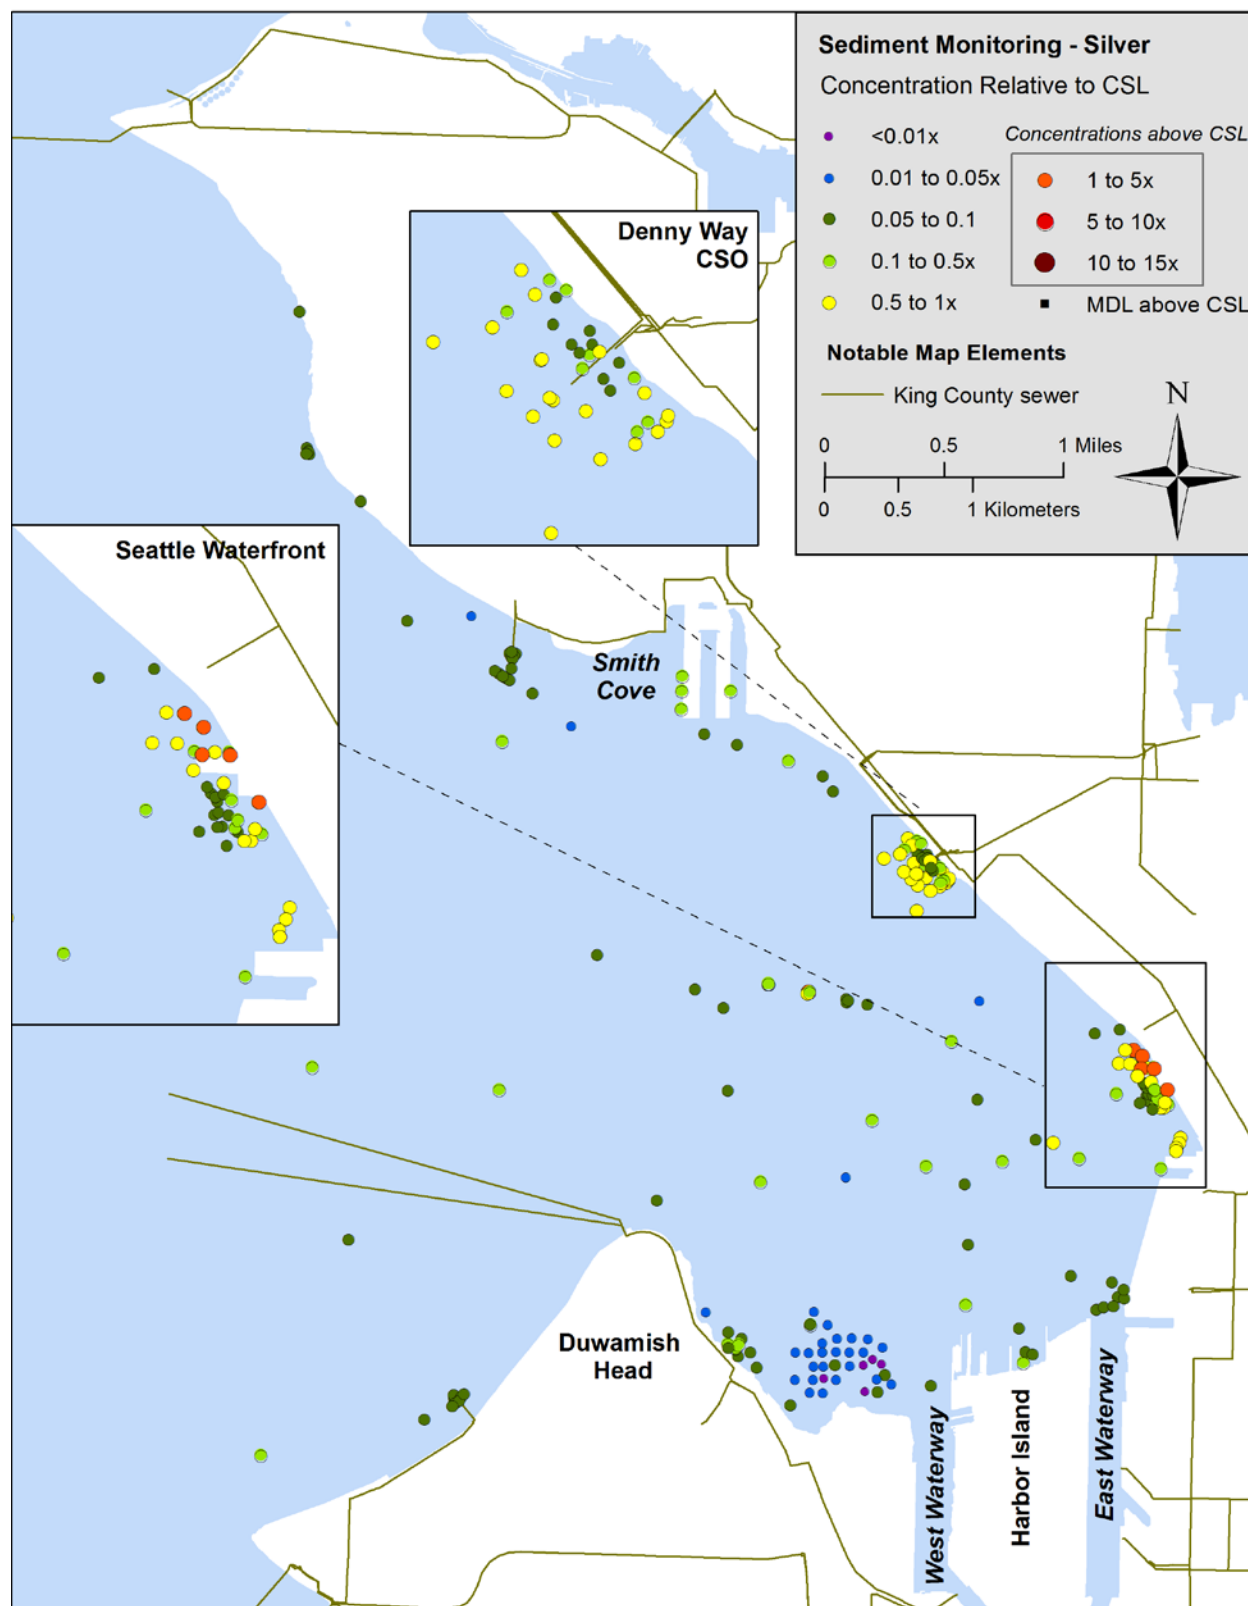 Sediment Monitoring - Silver
Concentration Relative to CSL
<0.01x
0.01 to 0.05x
0.05 to 0.1
0.1 to 0.5x
0.5 to 1x
Concentrations above CSL
1 to 5x
5 to 10x
10 to 15x
MDL above CSL
Notable Map Elements
King County sewer
0 0.5 1 Miles
0 0.5 1 Kilometers
N
Denny Way
CSO
Seattle Waterfront
Smith
Cove
Duwamish
Head
West Waterway
Harbor Island
East Waterway